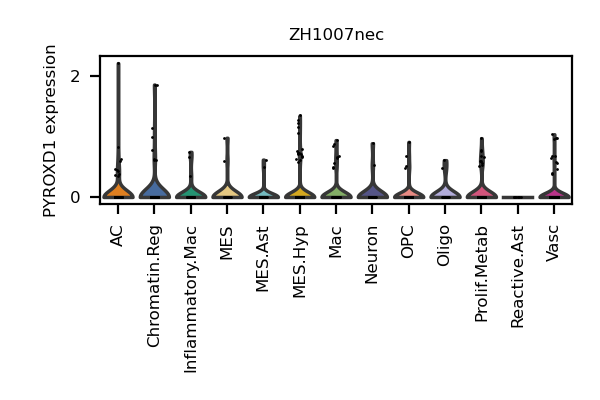 ZH1007nec
PYROXD1 expression
2
0
AC
Chromatin.Reg
Inflammatory.Mac
MES
MES.Ast
MES.Hyp
Mac
Neuron
OPC
Oligo
Prolif.Metab
Reactive.Ast
Vasc